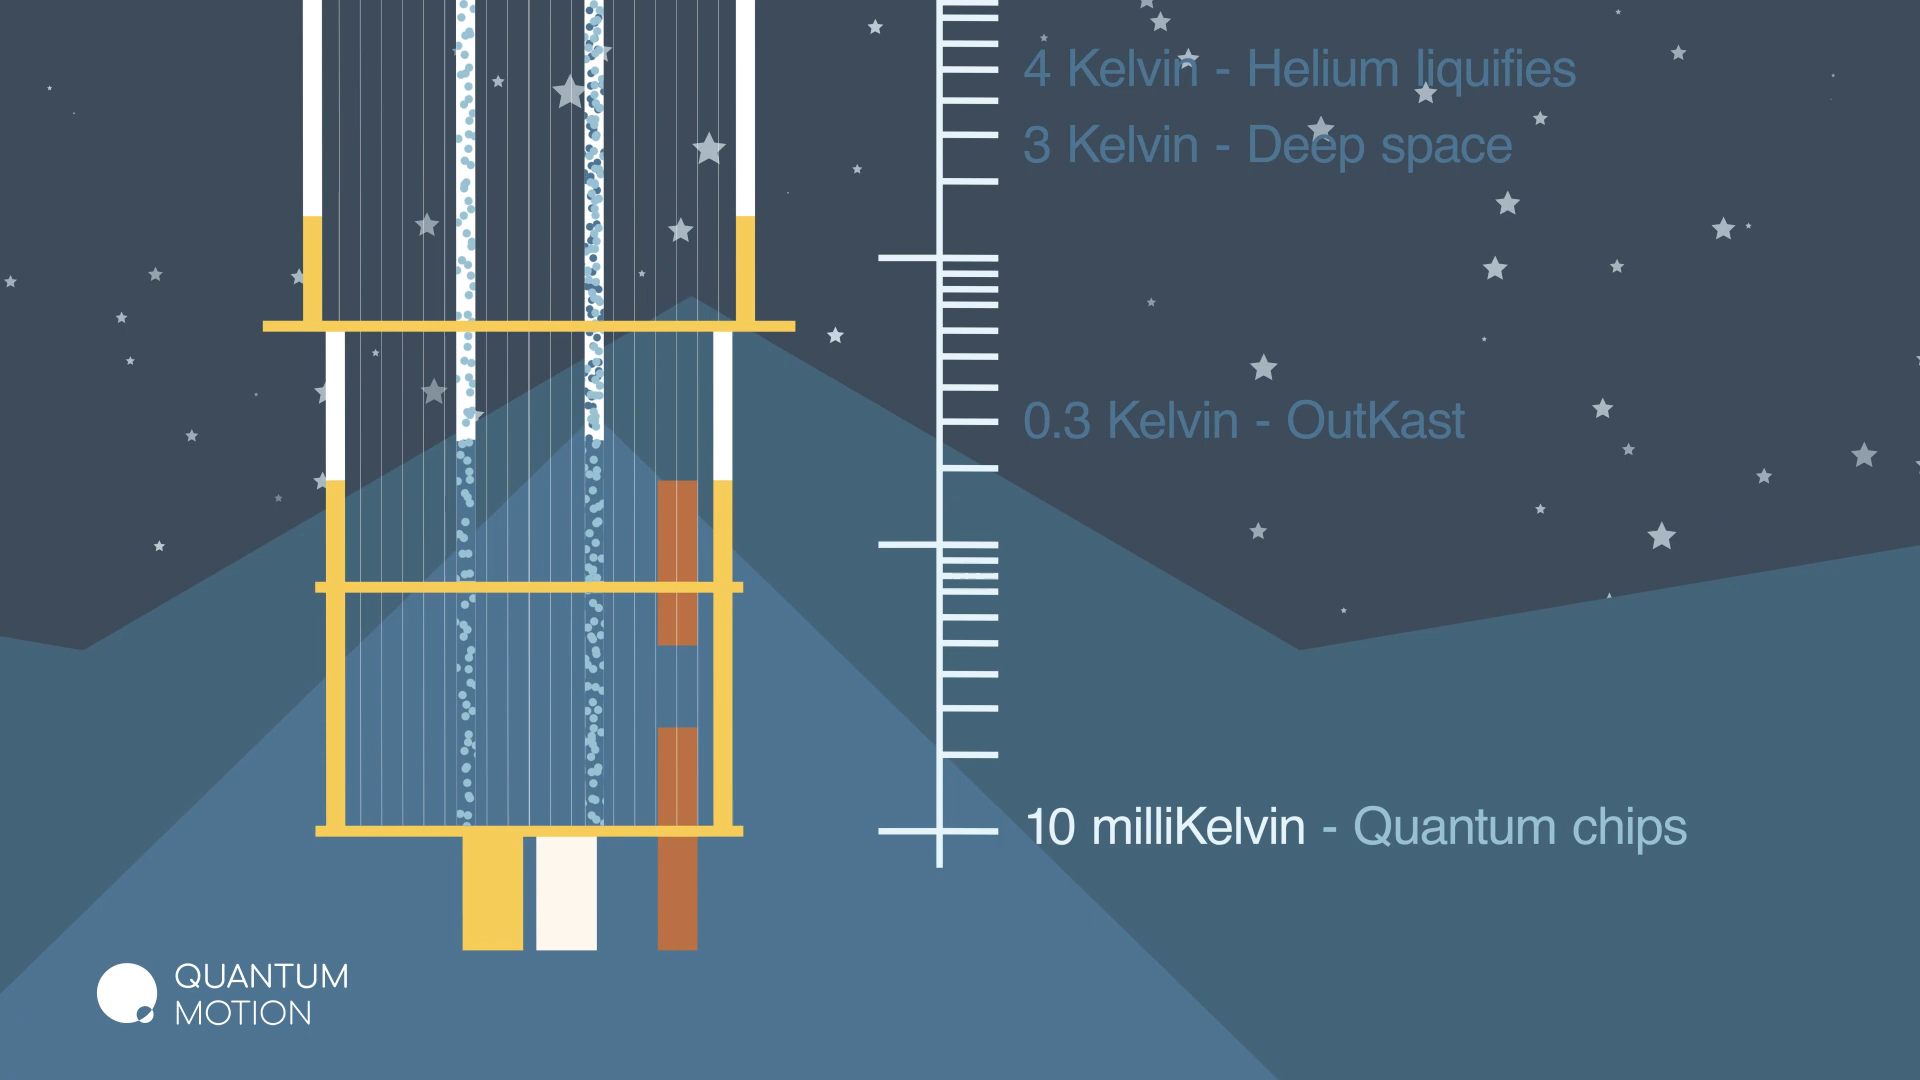 4 Kelvin - Helium liquifies
3 Kelvin - Deep space
0.3 Kelvin - OutKast
10 milliKelvin - Quantum chips
QUANTUM
MOTION